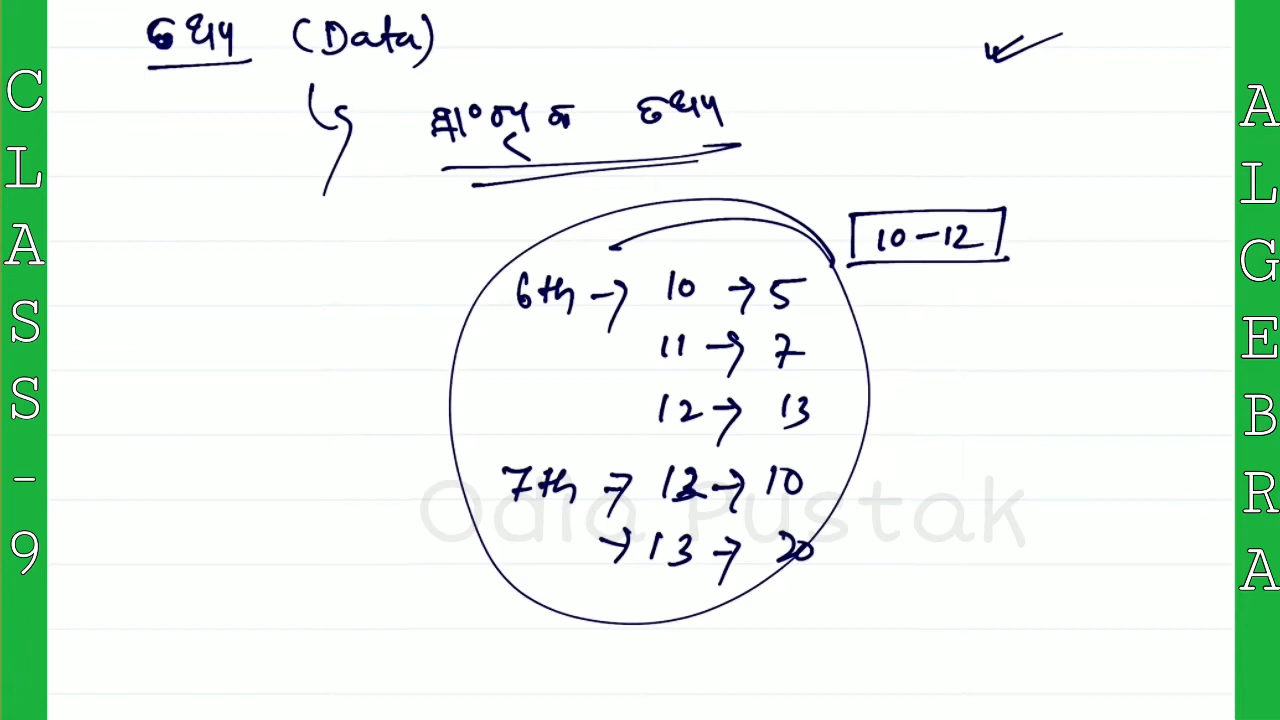 CLASS-9
ତଥ୍ୟ (Data)
ସାଂଖ୍ୟିକ ତଥ୍ୟ
10-12
6th → 10 → 5
11 → 7
12 → 13
7th → 12 → 10
→ 13 → 20
Odia Pustak
ALGEBRA